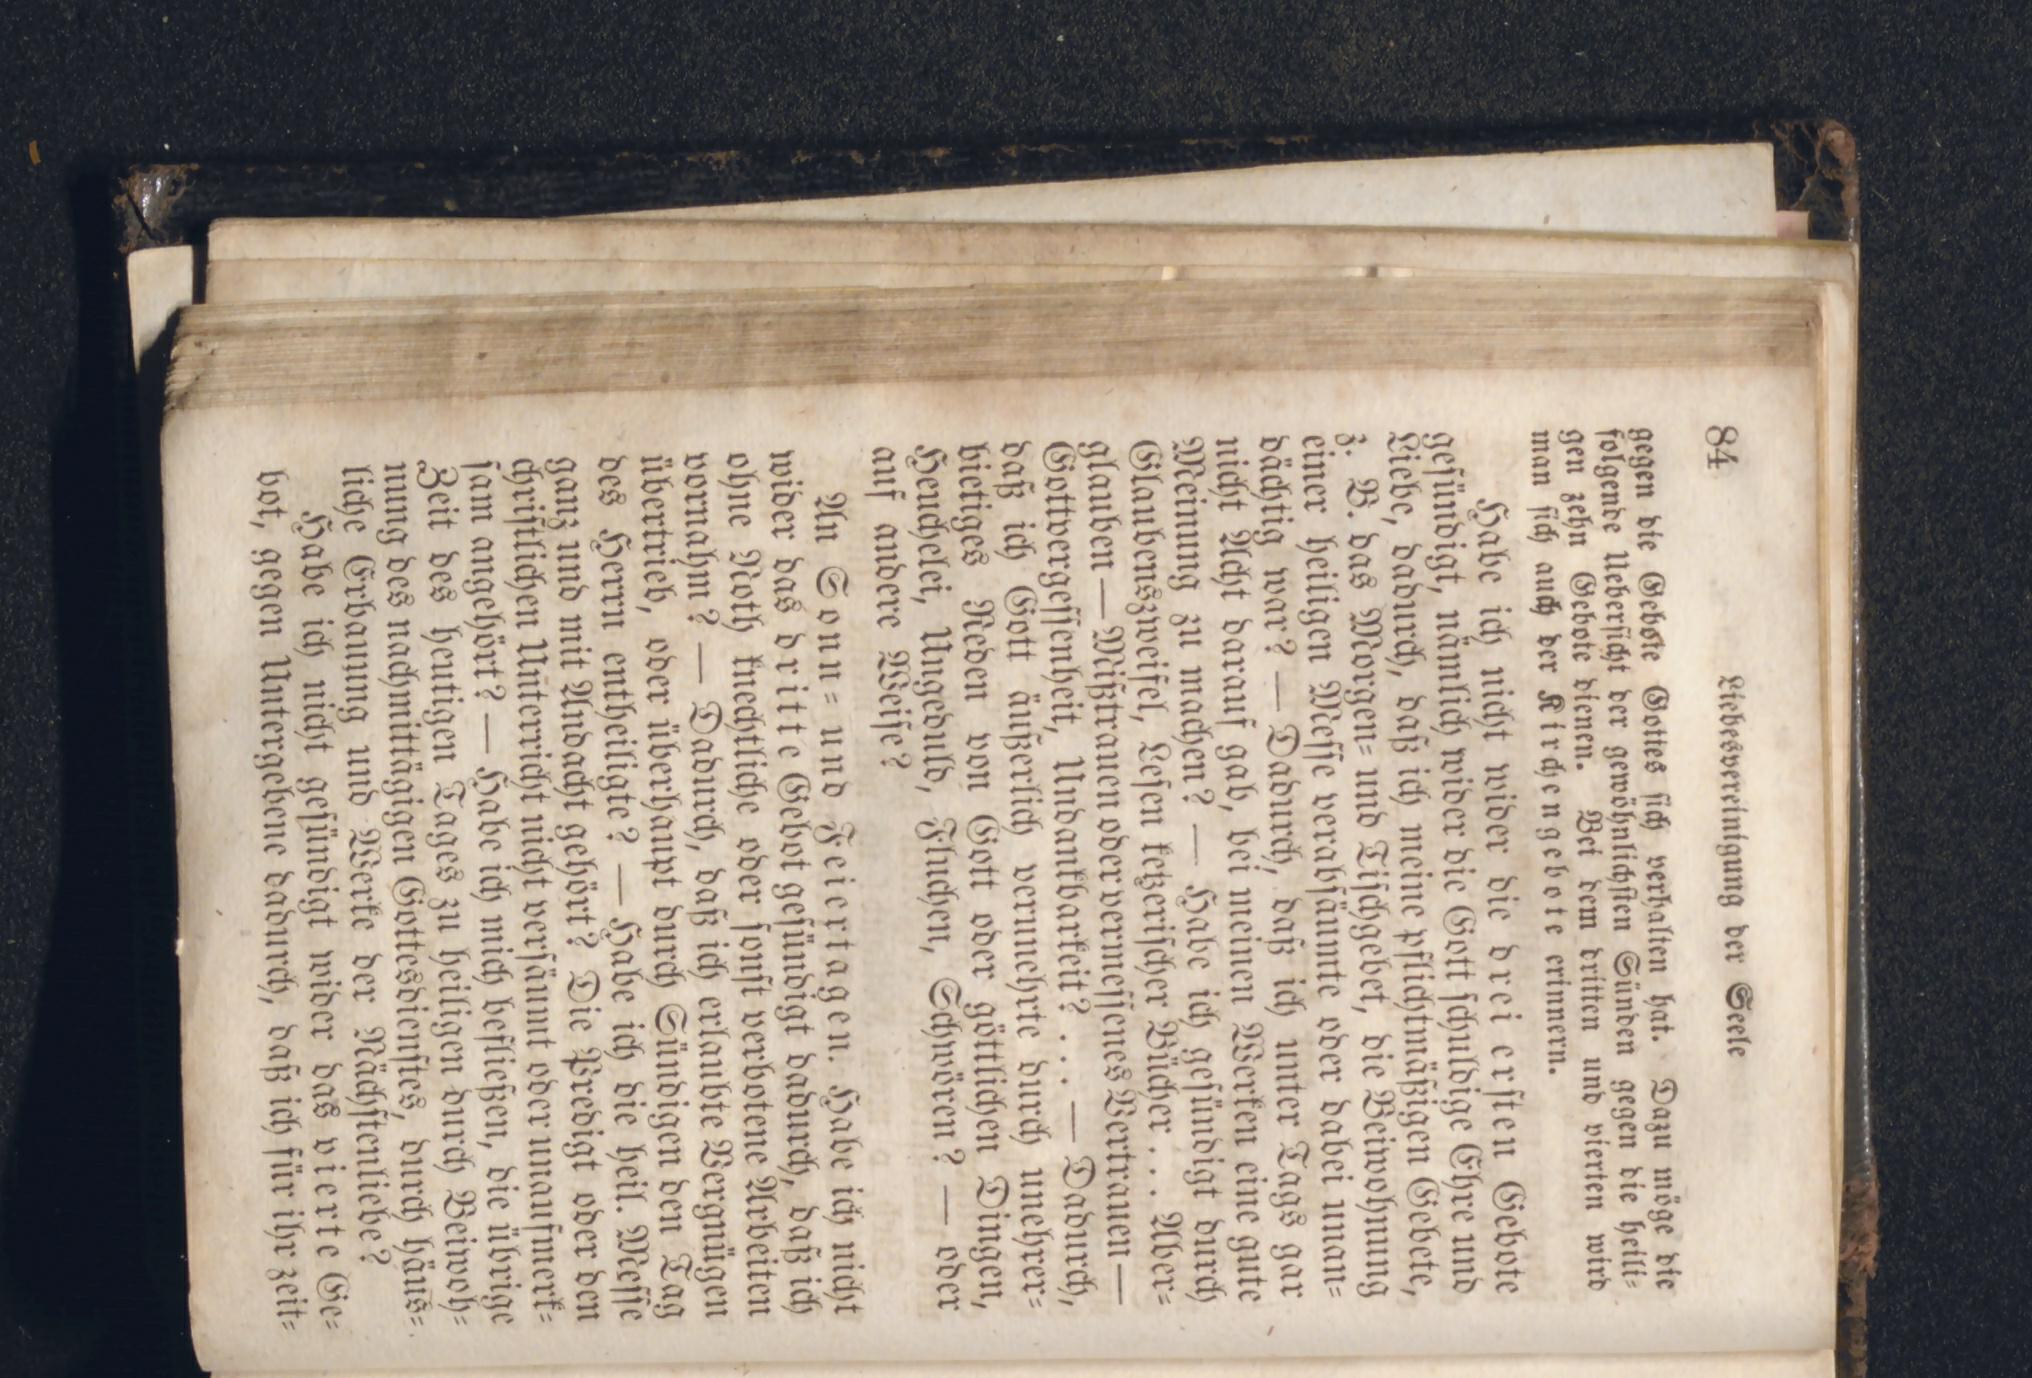 84 Liebesvereinigung der Seele
gegen die Gebote Gottes sich verhalten hat. Dazu möge die
folgende Uebersicht der gewöhnlichsten Sünden gegen die heili-
gen zehn Gebote dienen. Bei dem dritten und vierten wird
man sich auch der Kirchengebote erinnern.
Habe ich nicht wider die drei ersten Gebote
gesündigt, nämlich wider die Gott schuldige Ehre und
Liebe, dadurch, daß ich meine pflichtmäßigen Gebete,
z. B. das Morgen- und Tischgebet, die Beiwohnung
einer heiligen Messe verabsäumte oder dabei unan-
dächtig war? — Dadurch, daß ich unter Tags gar
nicht Acht darauf gab, bei meinen Werken eine gute
Meinung zu machen? — Habe ich gesündigt durch
Glaubenszweifel, Lesen ketzerischer Bücher ... Aber-
glauben — Mißtrauen oder vermessenes Vertrauen —
Gottvergessenheit, Undankbarkeit? ... — Dadurch,
daß ich Gott äußerlich verunehrte durch unehrer-
bietiges Reden von Gott oder göttlichen Dingen,
Heuchelei, Ungeduld, Fluchen, Schwören? — oder
auf andere Weise?
An Sonn- und Feiertagen. Habe ich nicht
wider das dritte Gebot gesündigt dadurch, daß ich
ohne Noth knechtliche oder sonst verbotene Arbeiten
vornahm? — Dadurch, daß ich erlaubte Vergnügen
übertrieb, oder überhaupt durch Sündigen den Tag
des Herrn entheiligte? — Habe ich die heil. Messe
ganz und mit Andacht gehört? Die Predigt oder den
christlichen Unterricht nicht versäumt oder unaufmerk-
sam angehört? — Habe ich mich befließen, die übrige
Zeit des heutigen Tages zu heiligen durch Beiwoh-
nung des nachmittägigen Gottesdienstes, durch häus-
liche Erbauung und Werke der Nächstenliebe?
Habe ich nicht gesündigt wider das vierte Ge-
bot, gegen Untergebene dadurch, daß ich für ihr zeit-